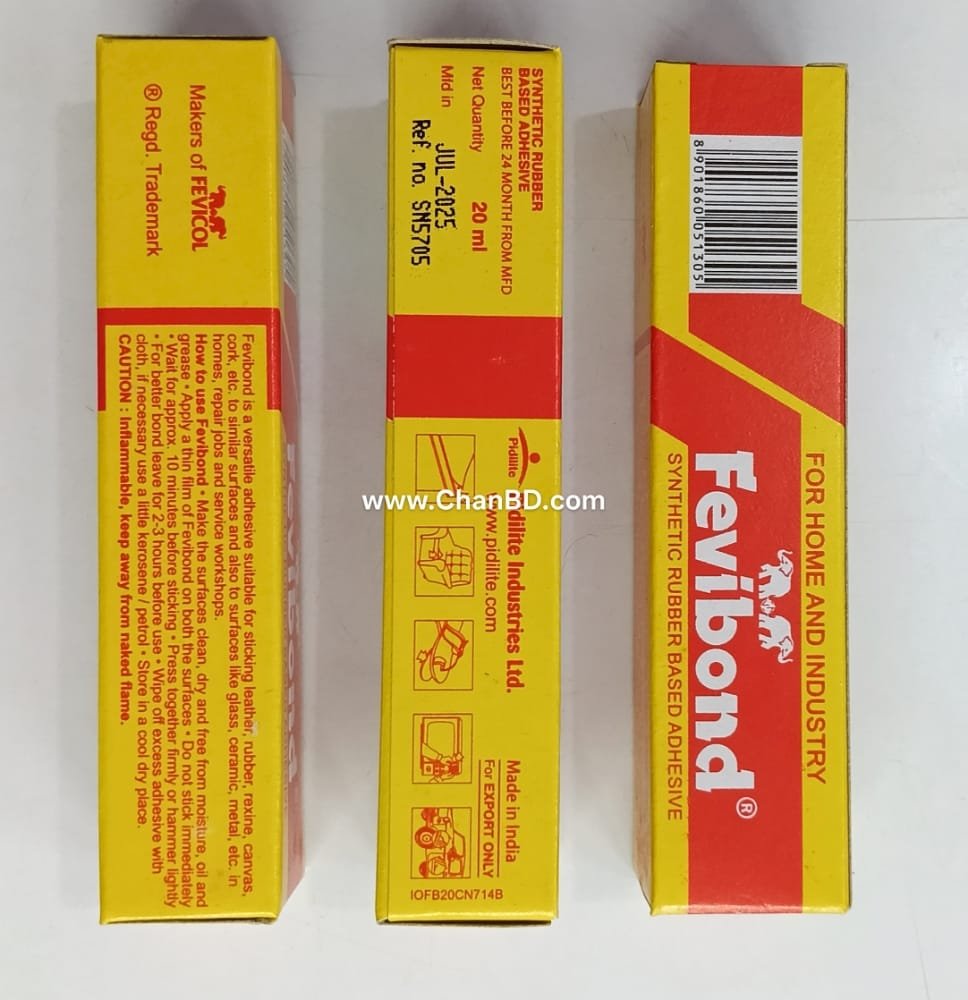 Makers of FEVICOL
® Regd. Trademark
Fevibond is a versatile adhesive suitable for sticking leather, rubber, rexine, canvas,
cork, etc. to similar surfaces and also to surfaces like glass, ceramic, metal, etc. in
homes, repair jobs and service workshops.
How to use Fevibond • Make the surfaces clean, dry and free from moisture, oil and
grease • Apply a thin film of Fevibond on both the surfaces • Do not stick immediately
• Wait for approx. 10 minutes before sticking • Press together firmly or hammer lightly
• For better bond leave for 2-3 hours before use • Wipe off excess adhesive with
cloth, if necessary use a little kerosene / petrol • Store in a cool dry place.
CAUTION : Inflammable, keep away from naked flame.
SYNTHETIC RUBBER
BASED ADHESIVE
BEST BEFORE 24 MONTH FROM MFD
Net Quantity 20 ml
Mfd in JUL-2025
Ref. no. SN5705
Pidilite
Pidilite Industries Ltd.
www.pidilite.com
Made in India
For EXPORT ONLY
IOFB20CN714B
8901860051305
FOR HOME AND INDUSTRY
Fevibond®
SYNTHETIC RUBBER BASED ADHESIVE
www.ChanBD.com